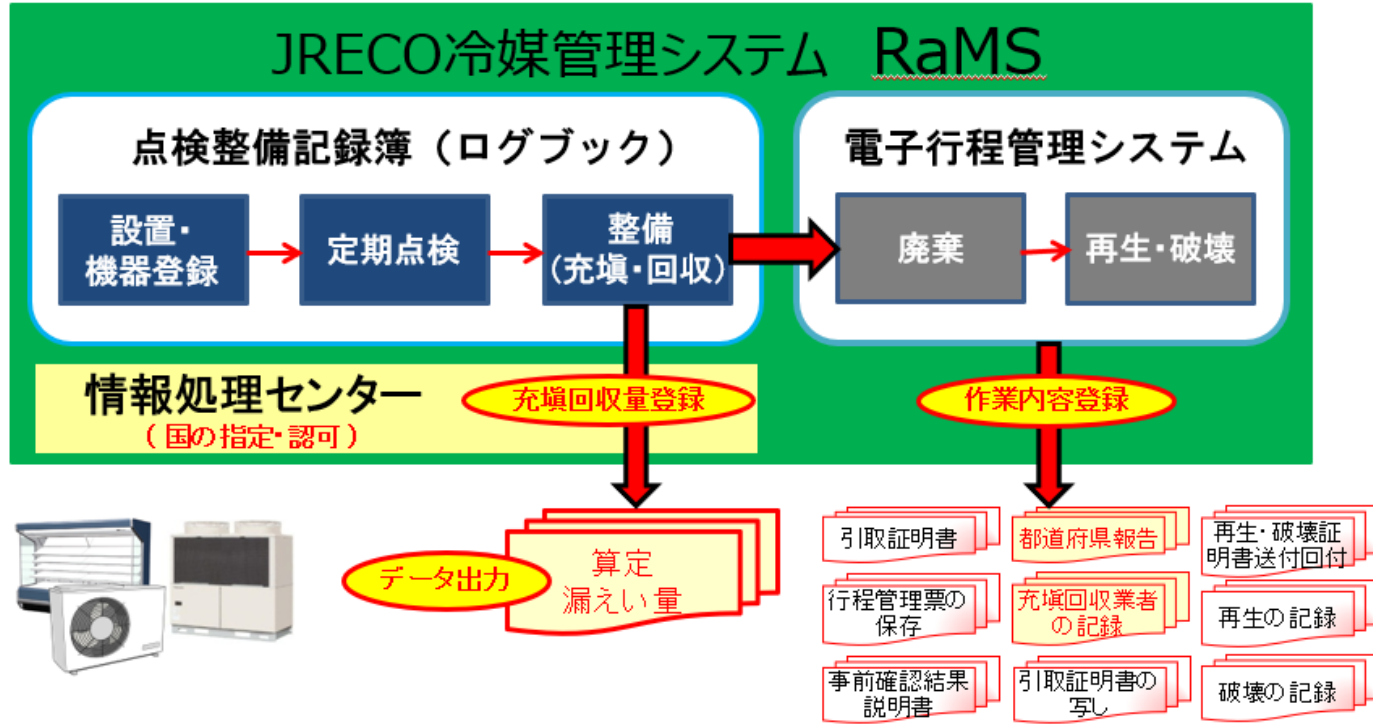 JRECO冷媒管理システム RaMS
点検整備記録簿（ログブック）
設置・
機器登録
定期点検
整備
(充塡・回収)
電子行程管理システム
廃棄
再生・破壊
情報処理センター
（国の指定・認可）
充塡回収量登録
作業内容登録
データ出力
算定
漏えい量
引取証明書
都道府県報告
再生・破壊証
明書送付回付
行程管理票の
保存
充塡回収業者
の記録
再生の記録
事前確認結果
説明書
引取証明書の
写し
破壊の記録